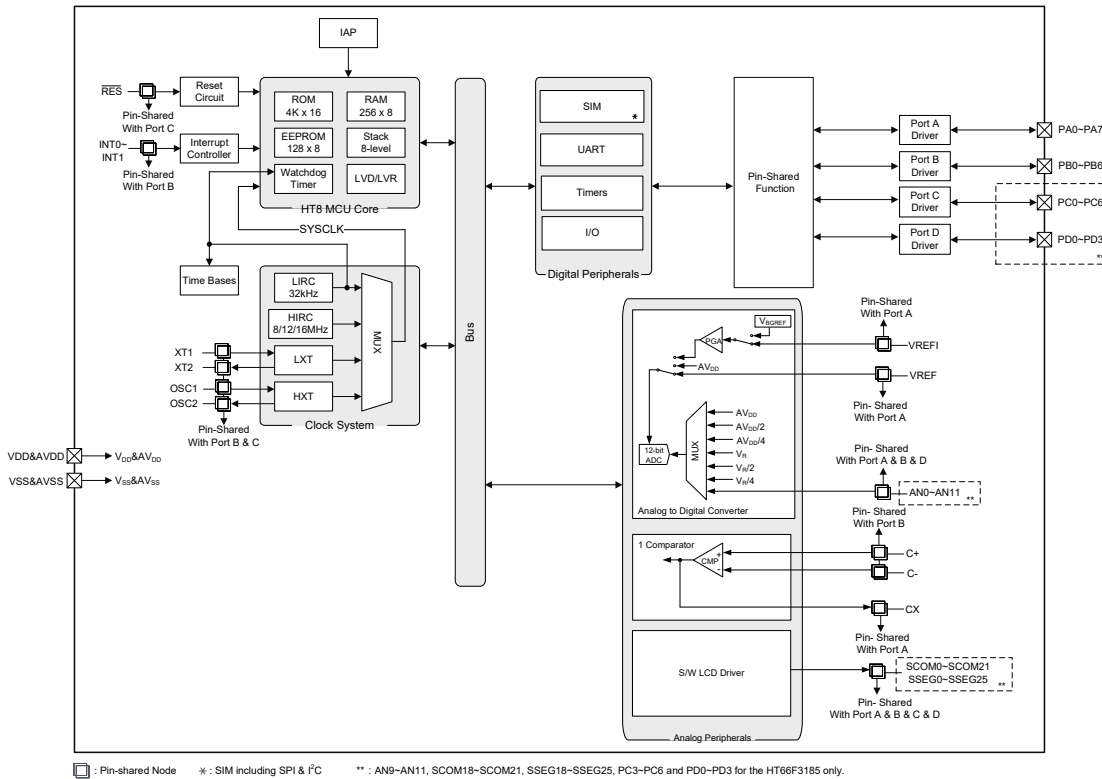 IAP
RES
Reset
Circuit
Pin-Shared
With Port C
INT0~
INT1
Interrupt
Controller
Pin-Shared
With Port B
ROM
4K x 16
RAM
256 x 8
EEPROM
128 x 8
Stack
8-level
Watchdog
Timer
LVD/LVR
HT8 MCU Core
SYSCLK
Time Bases
LIRC
32kHz
HIRC
8/12/16MHz
LXT
HXT
MUX
Clock System
XT1
XT2
OSC1
OSC2
Pin-Shared
With Port B & C
VDD&AVDD
VDD&AVDD
VSS&AVSS
VSS&AVSS
Bus
SIM
*
UART
Timers
I/O
Digital Peripherals
Pin-Shared
Function
Port A
Driver
Port B
Driver
Port C
Driver
Port D
Driver
PA0~PA7
PB0~PB6
PC0~PC6
PD0~PD3
**
VBGREF
PGA
AVDD
Pin-Shared
With Port A
VREFI
VREF
Pin- Shared
With Port A
12-bit
ADC
MUX
AVDD
AVDD/2
AVDD/4
VR
VR/2
VR/4
Analog to Digital Converter
Pin- Shared
With Port A & B & D
AN0~AN11
**
Pin- Shared
With Port B
1 Comparator
CMP
+
-
C+
C-
CX
Pin- Shared
With Port A
S/W LCD Driver
SCOM0~SCOM21
SSEG0~SSEG25
**
Pin- Shared
With Port A & B & C & D
Analog Peripherals
: Pin-shared Node
* : SIM including SPI & I²C
** : AN9~AN11, SCOM18~SCOM21, SSEG18~SSEG25, PC3~PC6 and PD0~PD3 for the HT66F3185 only.